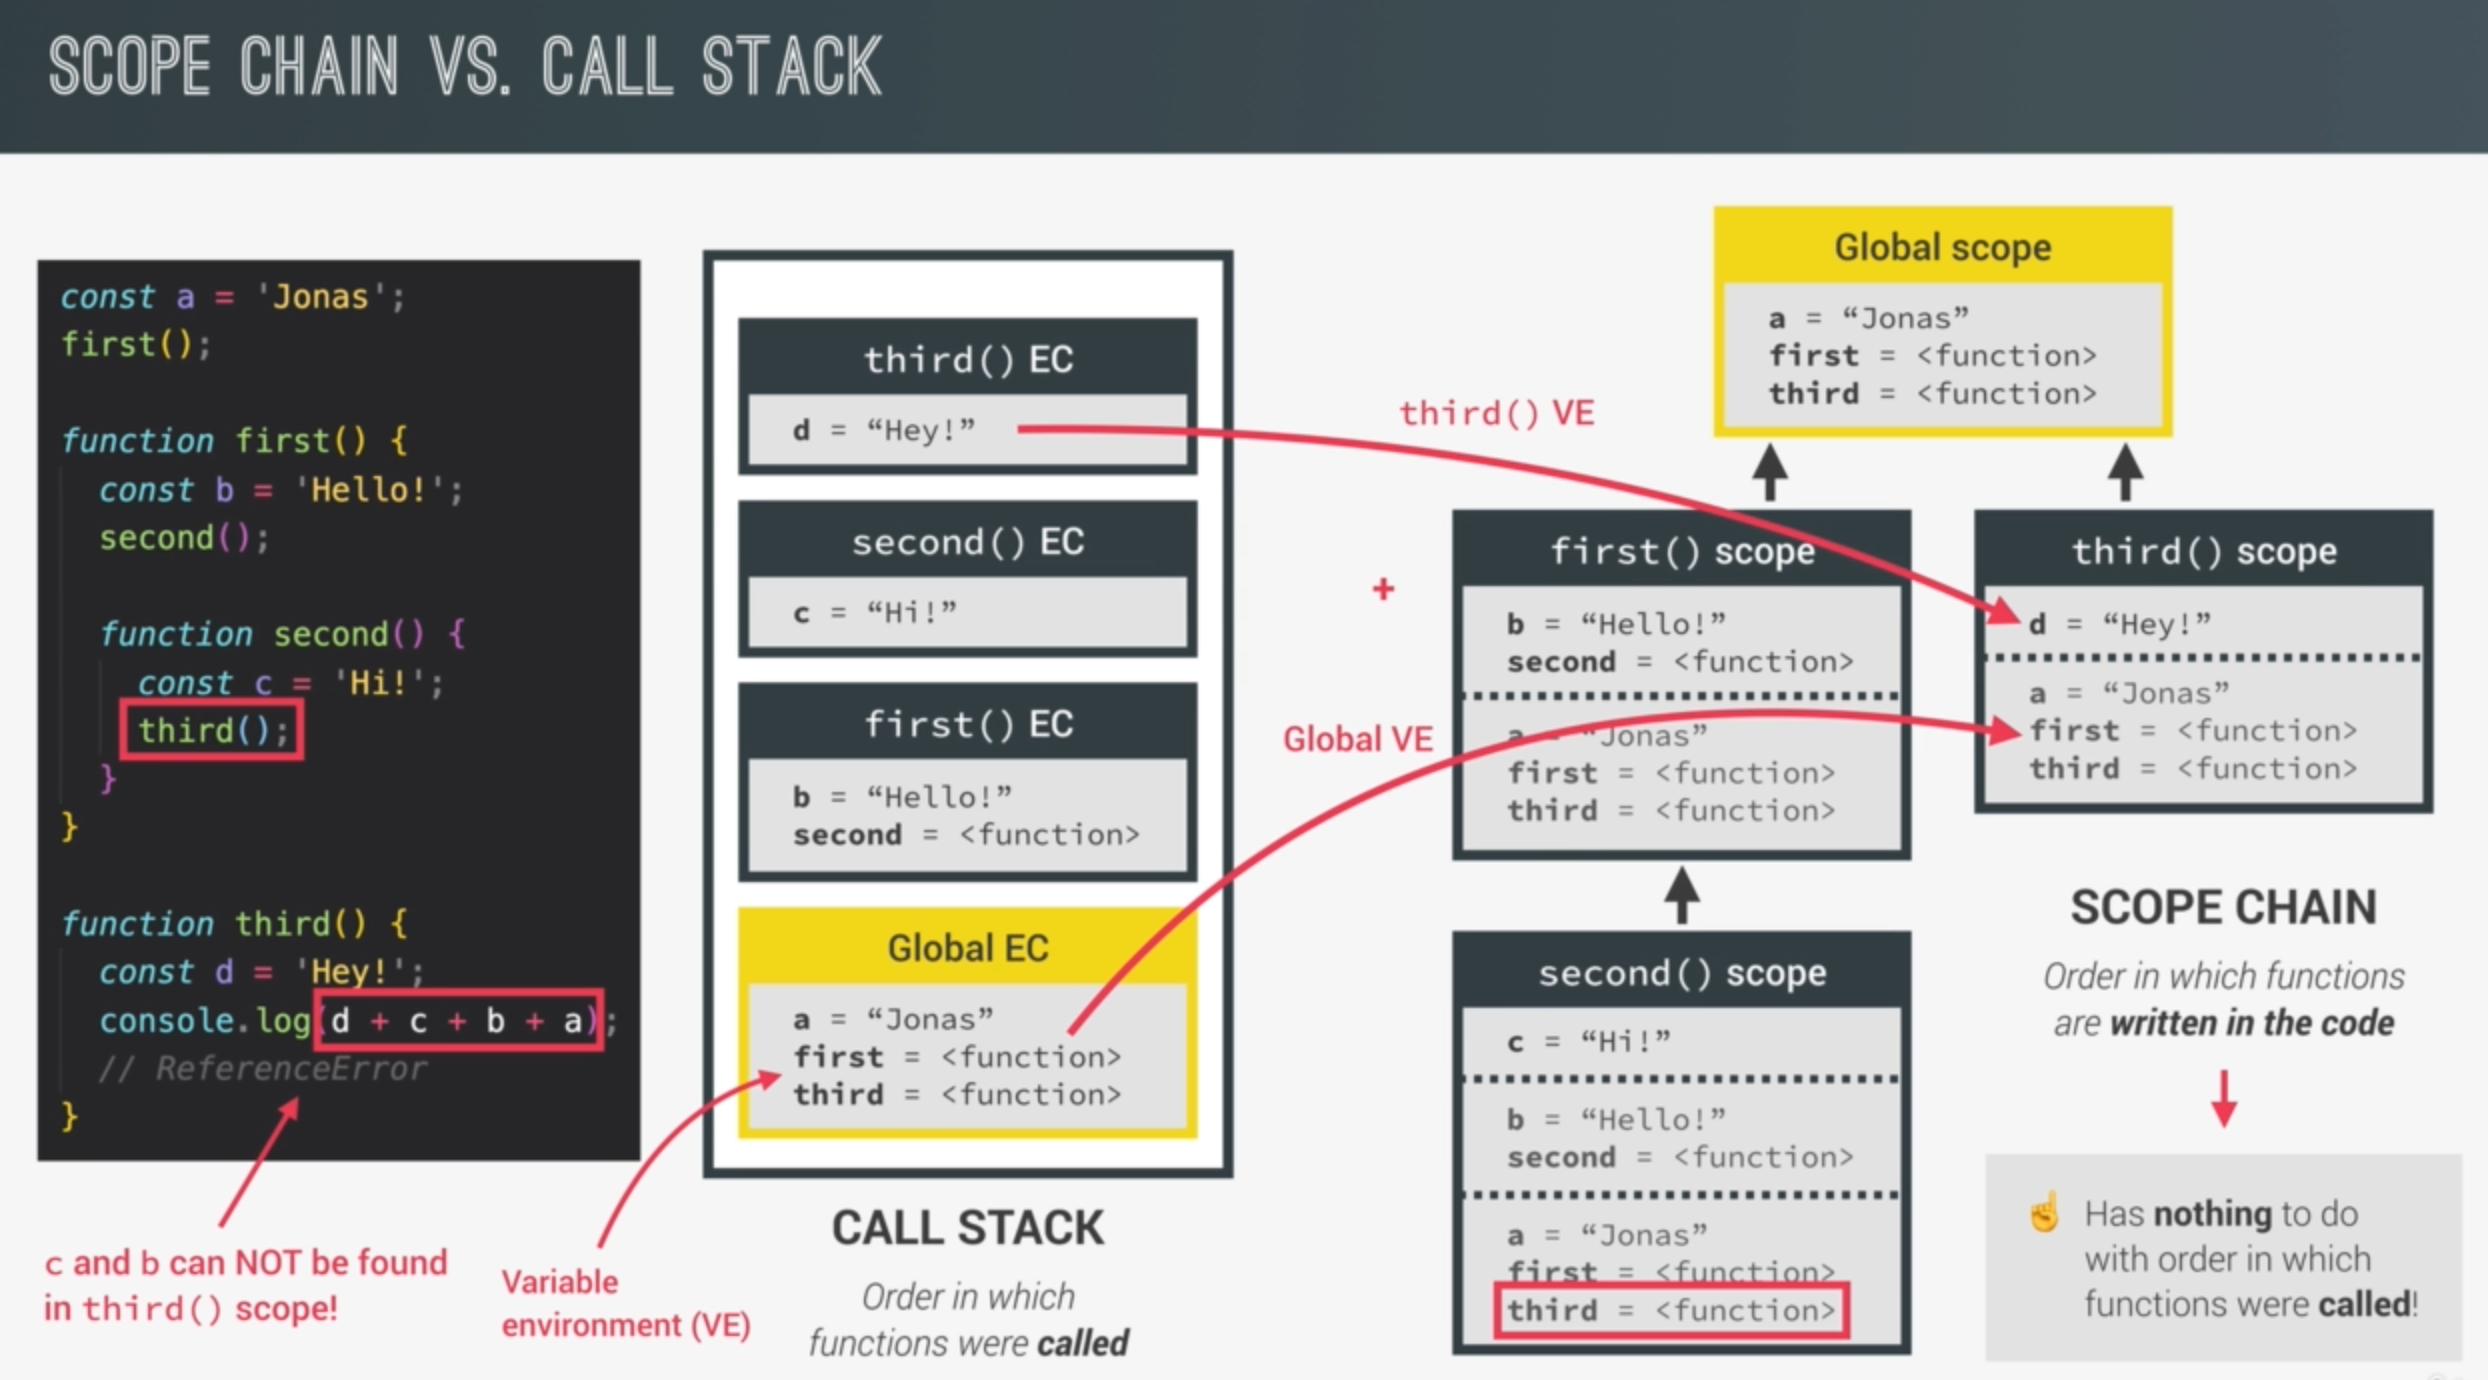 SCOPE CHAIN VS. CALL STACK
const a = 'Jonas';
first();
function first() {
const b = 'Hello!';
second();
function second() {
const c = 'Hi!';
third();
}
}
function third() {
const d = 'Hey!';
console.log(d + c + b + a);
// ReferenceError
}
c and b can NOT be found
in third() scope!
Variable
environment (VE)
third() EC
d = “Hey!”
second() EC
c = “Hi!”
first() EC
b = “Hello!”
second = <function>
Global EC
a = “Jonas”
first = <function>
third = <function>
CALL STACK
Order in which
functions were called
third() VE
+
Global VE
Global scope
a = “Jonas”
first = <function>
third = <function>
first() scope
b = “Hello!”
second = <function>
a = “Jonas”
first = <function>
third = <function>
second() scope
c = “Hi!”
b = “Hello!”
second = <function>
a = “Jonas”
first = <function>
third = <function>
third() scope
d = “Hey!”
a = “Jonas”
first = <function>
third = <function>
SCOPE CHAIN
Order in which functions
are written in the code
☝ Has nothing to do
with order in which
functions were called!